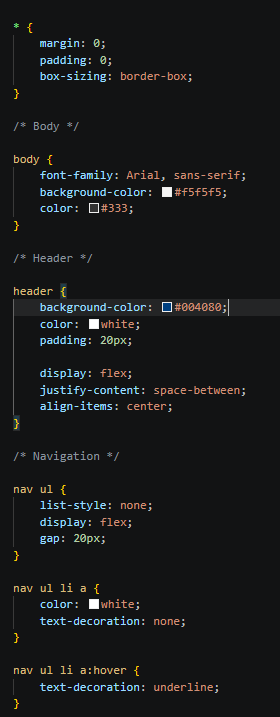 * {
    margin: 0;
    padding: 0;
    box-sizing: border-box;
}

/* Body */

body {
    font-family: Arial, sans-serif;
    background-color: #f5f5f5;
    color: #333;
}

/* Header */

header {
    background-color: #004080;
    color: white;
    padding: 20px;

    display: flex;
    justify-content: space-between;
    align-items: center;
}

/* Navigation */

nav ul {
    list-style: none;
    display: flex;
    gap: 20px;
}

nav ul li a {
    color: white;
    text-decoration: none;
}

nav ul li a:hover {
    text-decoration: underline;
}